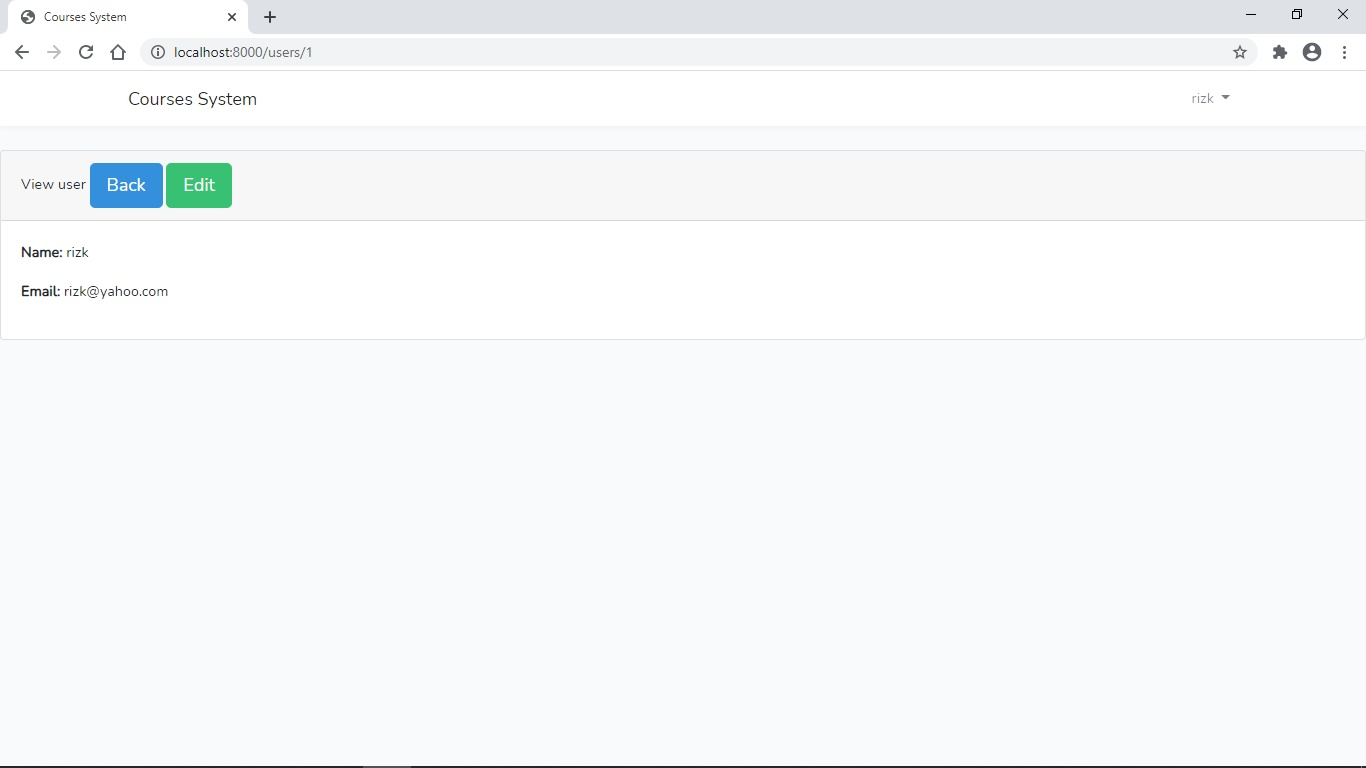 Courses System
localhost:8000/users/1
Courses System rizk
View user Back Edit
Name: rizk
Email: rizk@yahoo.com